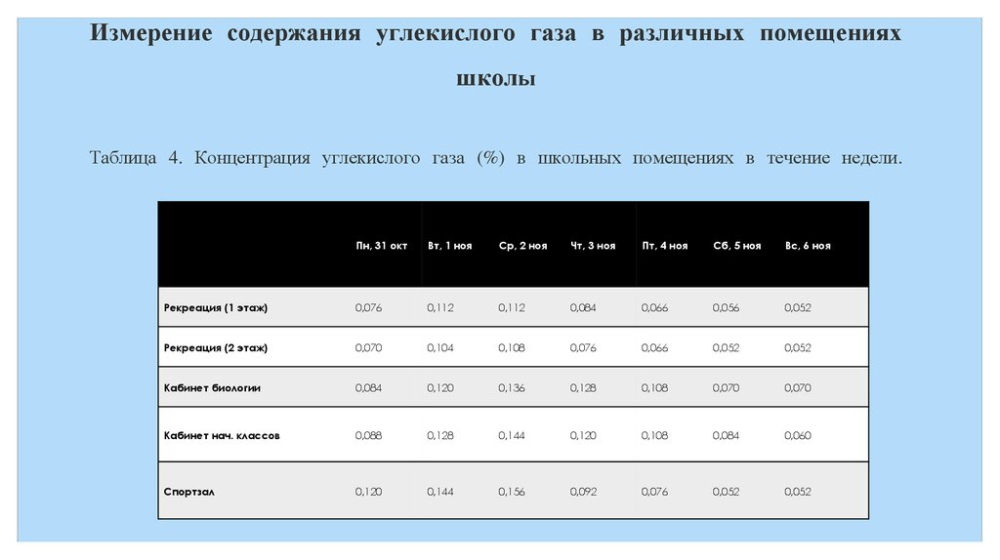 Измерение содержания углекислого газа в различных помещениях
школы
Таблица 4. Концентрация углекислого газа (%) в школьных помещениях в течение недели.
Пн, 31 окт Вт, 1 ноя Ср, 2 ноя Чт, 3 ноя Пт, 4 ноя Сб, 5 ноя Вс, 6 ноя
Рекреация (1 этаж) 0,076 0,112 0,112 0,084 0,066 0,056 0,052
Рекреация (2 этаж) 0,070 0,104 0,108 0,076 0,066 0,052 0,052
Кабинет биологии 0,084 0,120 0,136 0,128 0,108 0,070 0,070
Кабинет нач. классов 0,088 0,128 0,144 0,120 0,108 0,084 0,060
Спортзал 0,120 0,144 0,156 0,092 0,076 0,052 0,052